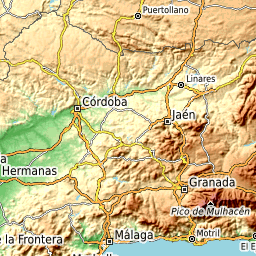 Puertollano
Linares
Córdoba
Jaén
Hermanas
Granada
Pico de Mulhacén
e la Frontera
Málaga
Motril
El E